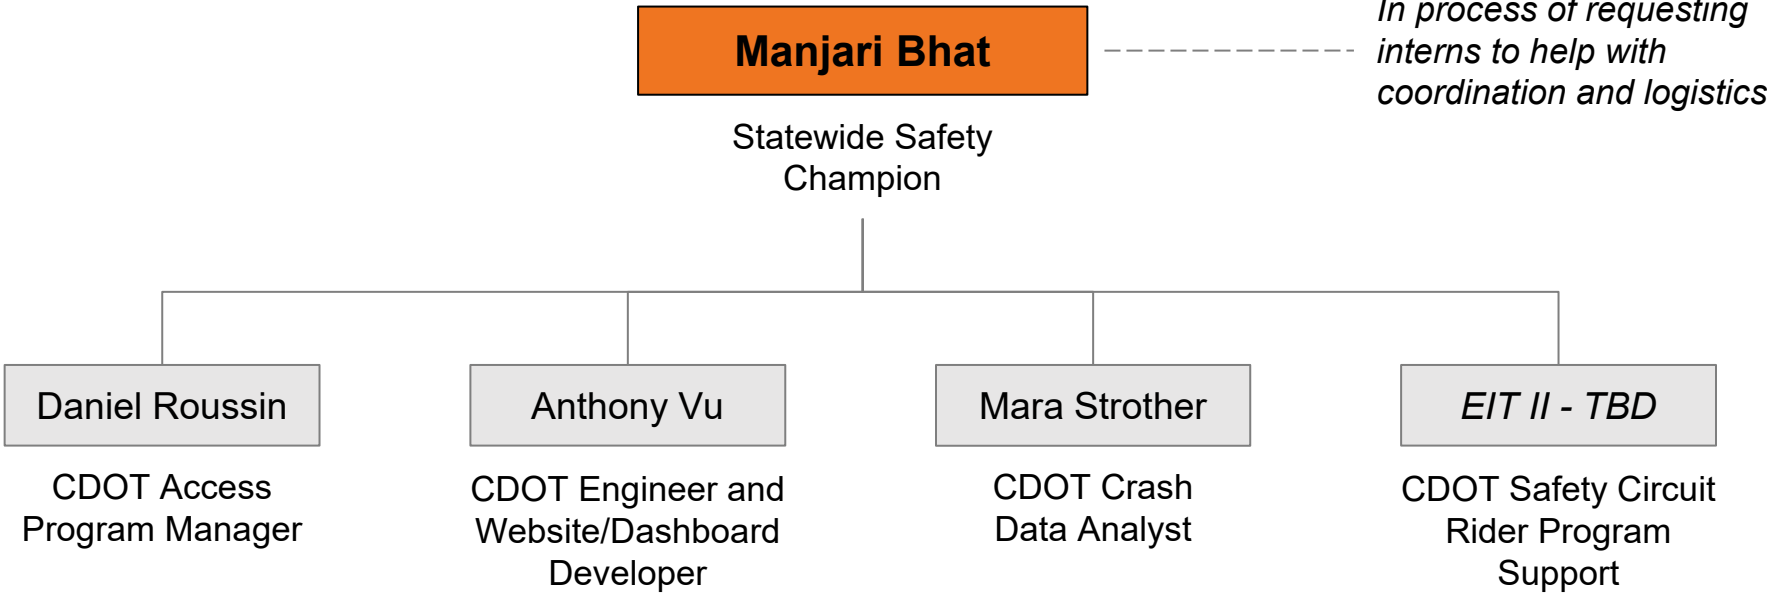 Manjari Bhat
In process of requesting
interns to help with
coordination and logistics
Statewide Safety
Champion
Daniel Roussin
CDOT Access
Program Manager
Anthony Vu
CDOT Engineer and
Website/Dashboard
Developer
Mara Strother
CDOT Crash
Data Analyst
EIT II - TBD
CDOT Safety Circuit
Rider Program
Support